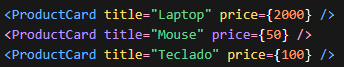 <ProductCard title="Laptop" price={2000} />
<ProductCard title="Mouse" price={50} />
<ProductCard title="Teclado" price={100} />